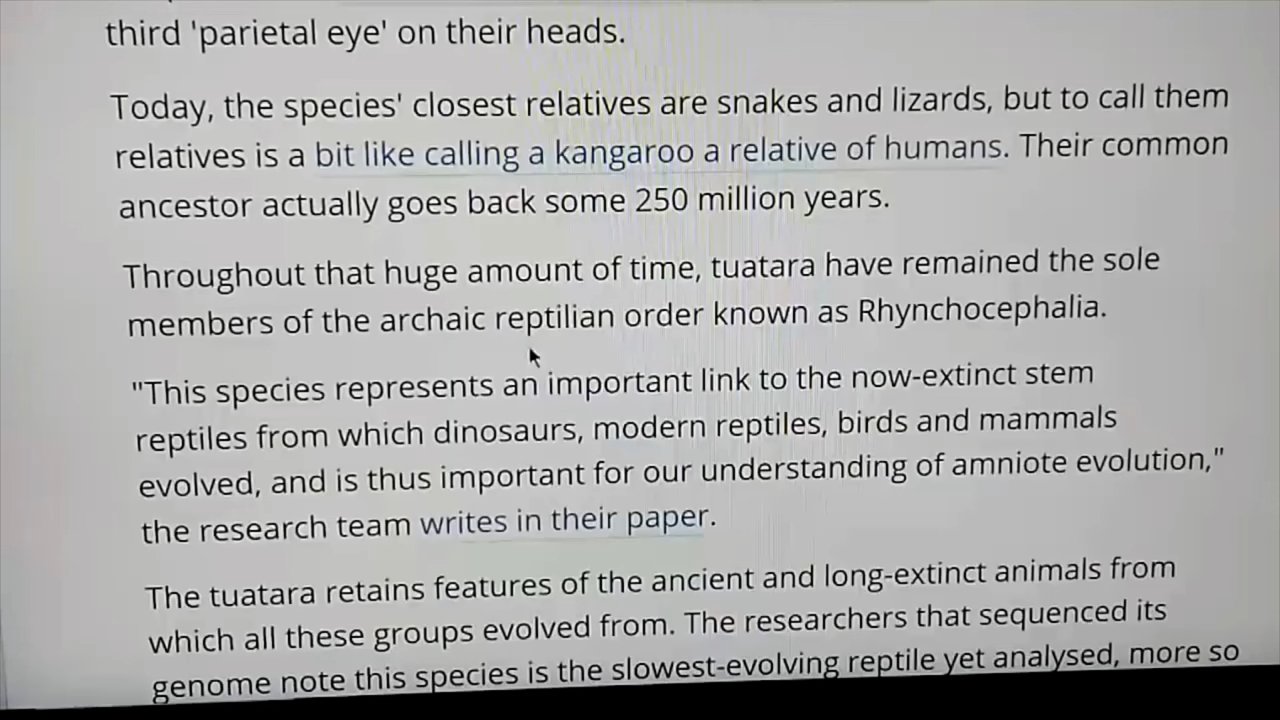 third 'parietal eye' on their heads.
Today, the species' closest relatives are snakes and lizards, but to call them
relatives is a bit like calling a kangaroo a relative of humans. Their common
ancestor actually goes back some 250 million years.
Throughout that huge amount of time, tuatara have remained the sole
members of the archaic reptilian order known as Rhynchocephalia.
"This species represents an important link to the now-extinct stem
reptiles from which dinosaurs, modern reptiles, birds and mammals
evolved, and is thus important for our understanding of amniote evolution,"
the research team writes in their paper.
The tuatara retains features of the ancient and long-extinct animals from
which all these groups evolved from. The researchers that sequenced its
genome note this species is the slowest-evolving reptile yet analysed, more so